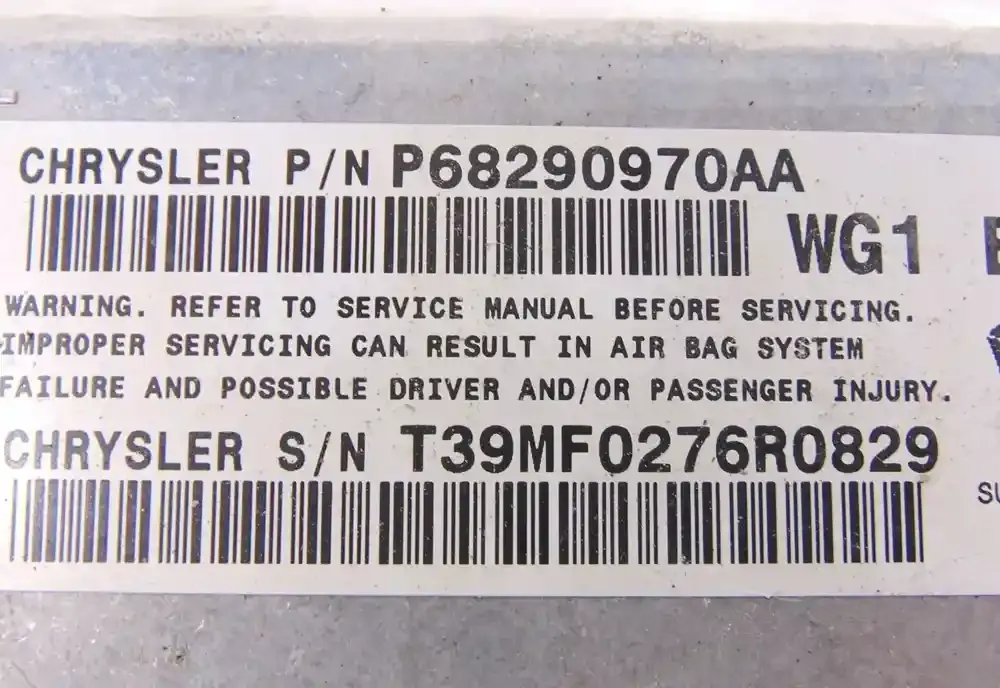 CHRYSLER P/N P68290970AA
WG1
WARNING. REFER TO SERVICE MANUAL BEFORE SERVICING.
IMPROPER SERVICING CAN RESULT IN AIR BAG SYSTEM
FAILURE AND POSSIBLE DRIVER AND/OR PASSENGER INJURY.
CHRYSLER S/N T39MF0276R0829